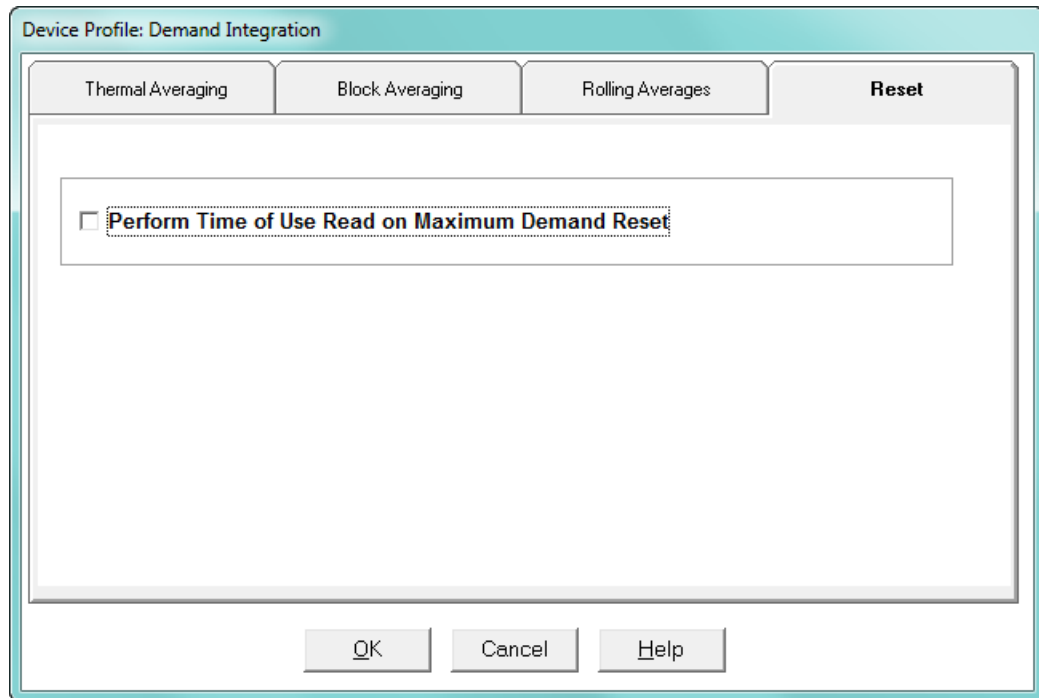 Device Profile: Demand Integration
Thermal Averaging
Block Averaging
Rolling Averages
Reset
Perform Time of Use Read on Maximum Demand Reset
OK
Cancel
Help